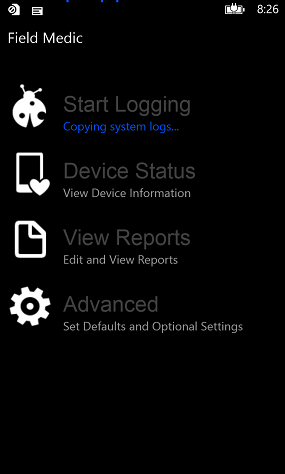 8:26
Field Medic
Start Logging
Copying system logs...
Device Status
View Device Information
View Reports
Edit and View Reports
Advanced
Set Defaults and Optional Settings